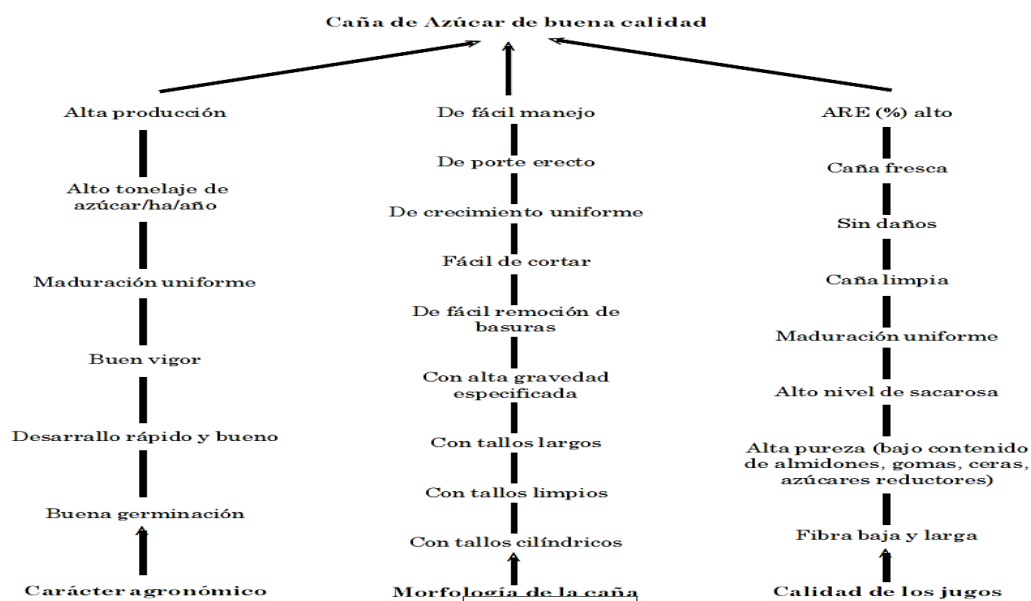 Caña de Azúcar de buena calidad
Alta producción
Alto tonelaje de
azúcar/ha/año
Maduración uniforme
Buen vigor
Desarrallo rápido y bueno
Buena germinación
Carácter agronómico
De fácil manejo
De porte erecto
De crecimiento uniforme
Fácil de cortar
De fácil remoción de
basuras
Con alta gravedad
especificada
Con tallos largos
Con tallos limpios
Con tallos cilíndricos
Morfología de la caña
ARE (%) alto
Caña fresca
Sin daños
Caña limpia
Maduración uniforme
Alto nivel de sacarosa
Alta pureza (bajo contenido
de almidones, gomas, ceras,
azúcares reductores)
Fibra baja y larga
Calidad de los jugos